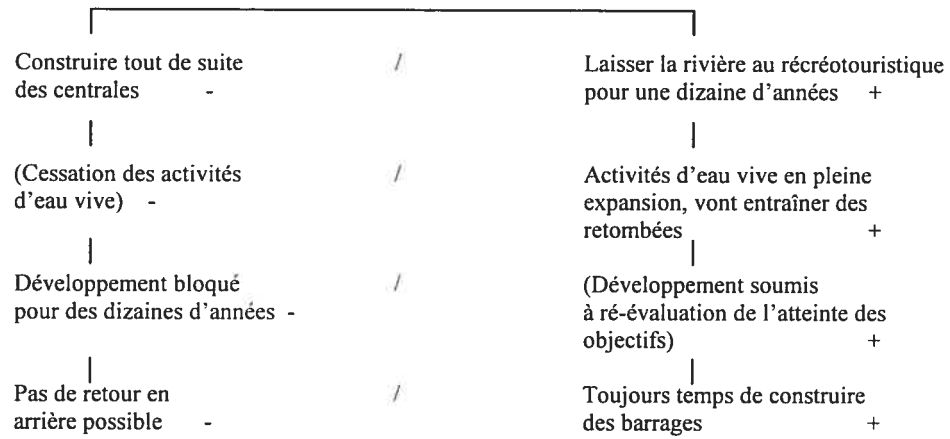 Construire tout de suite / Laisser la rivière au récréotouristique
des centrales - pour une dizaine d'années +
(Cessation des activités / Activités d'eau vive en pleine
d'eau vive) - expansion, vont entraîner des
retombées +
Développement bloqué / (Développement soumis
pour des dizaines d'années - à ré-évaluation de l'atteinte des
objectifs) +
Pas de retour en / Toujours temps de construire
arrière possible - des barrages +